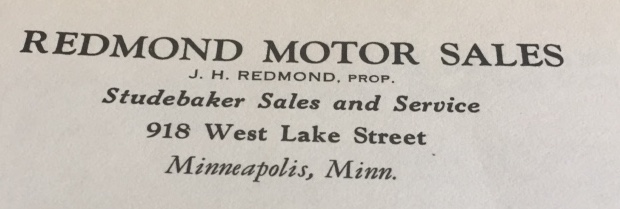 REDMOND MOTOR SALES
J. H. REDMOND, PROP.
Studebaker Sales and Service
918 West Lake Street
Minneapolis, Minn.